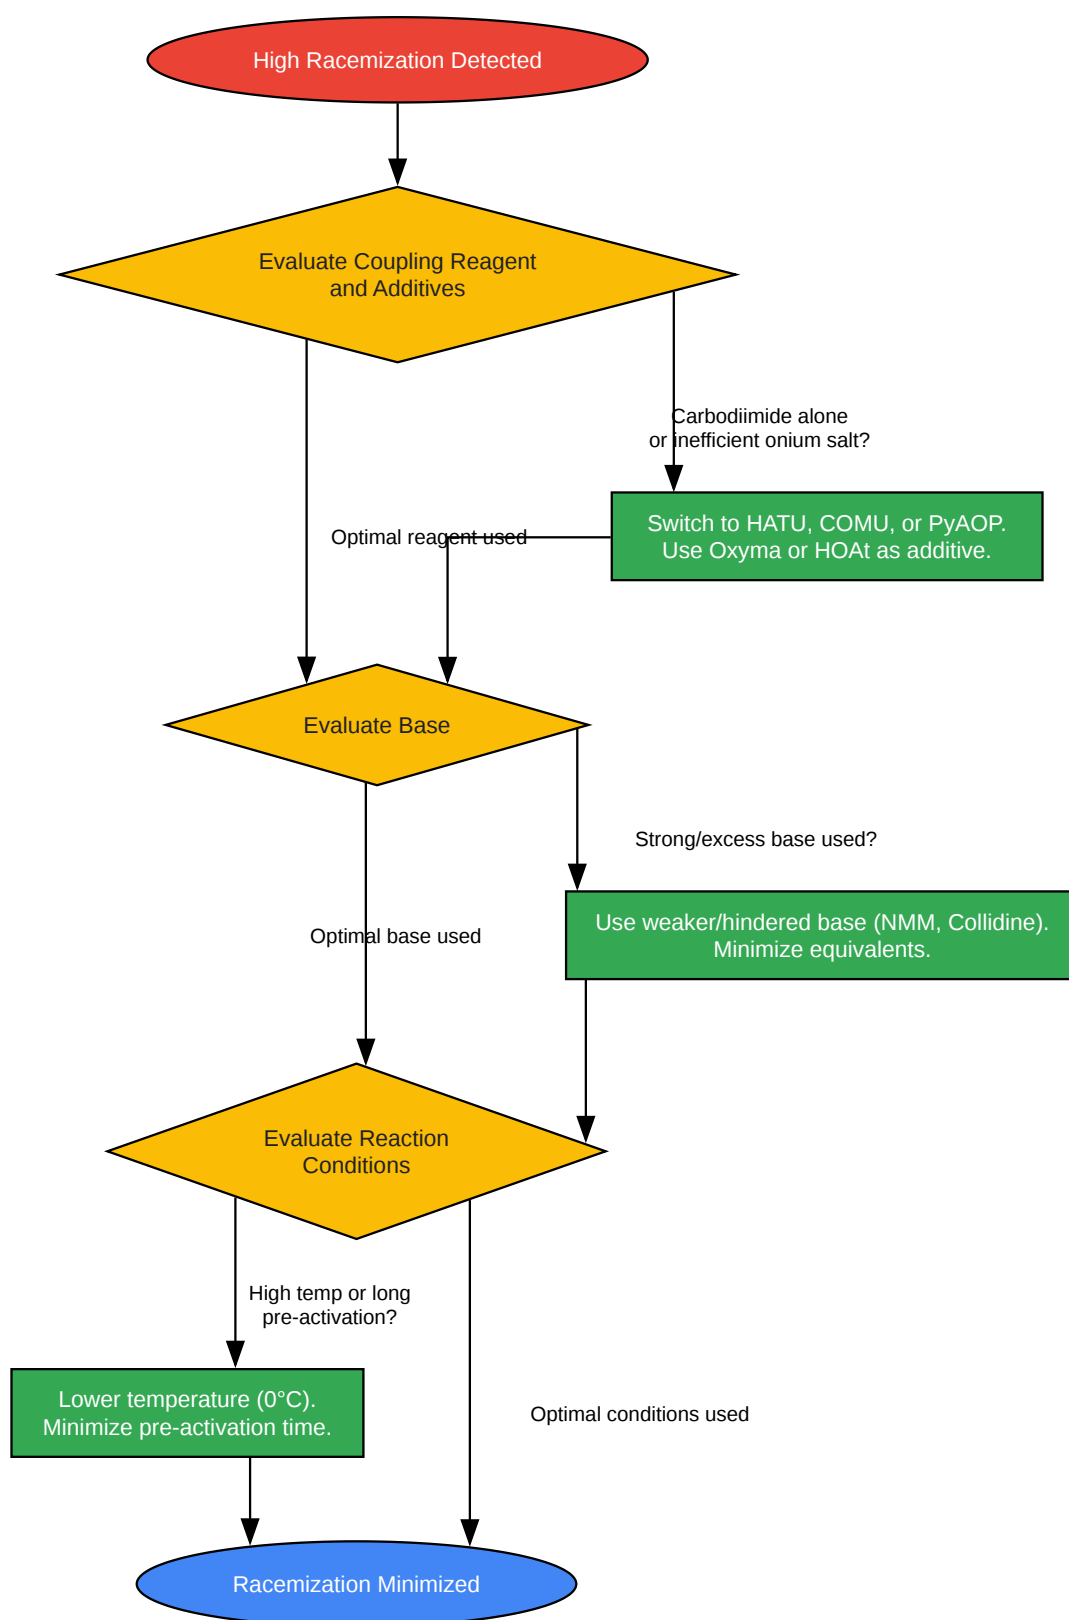 High Racemization Detected
Evaluate Coupling Reagent
and Additives
Carbodiimide alone
or inefficient onium salt?
Switch to HATU, COMU, or PyAOP.
Use Oxyma or HOAt as additive.
Optimal reagent used
Evaluate Base
Strong/excess base used?
Use weaker/hindered base (NMM, Collidine).
Minimize equivalents.
Optimal base used
Evaluate Reaction
Conditions
High temp or long
pre-activation?
Lower temperature (0°C).
Minimize pre-activation time.
Optimal conditions used
Racemization Minimized